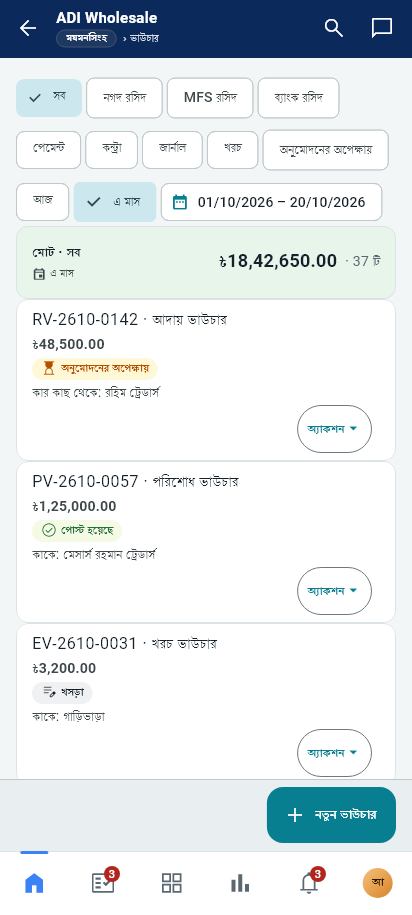 ADI Wholesale
ময়মনসিংহ › ভাউচার
সব নগদ রসিদ MFS রসিদ ব্যাংক রসিদ
পেমেন্ট কন্ট্রা জার্নাল খরচ অনুমোদনের অপেক্ষায়
আজ এ মাস 01/10/2026 – 20/10/2026
মোট · সব
৳18,42,650.00 · 37 টি
এ মাস
RV-2610-0142 · আদায় ভাউচার
৳48,500.00
অনুমোদনের অপেক্ষায়
কার কাছ থেকে: রহিম ট্রেডার্স
অ্যাকশন
PV-2610-0057 · পরিশোধ ভাউচার
৳1,25,000.00
পোস্ট হয়েছে
কাকে: মেসার্স রহমান ট্রেডার্স
অ্যাকশন
EV-2610-0031 · খরচ ভাউচার
৳3,200.00
খসড়া
কাকে: গাড়িভাড়া
অ্যাকশন
নতুন ভাউচার
3 3 আ